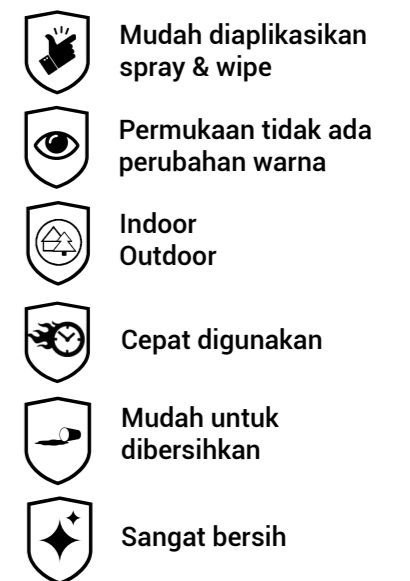 Mudah diaplikasikan
spray & wipe
Permukaan tidak ada
perubahan warna
Indoor
Outdoor
Cepat digunakan
Mudah untuk
dibersihkan
Sangat bersih